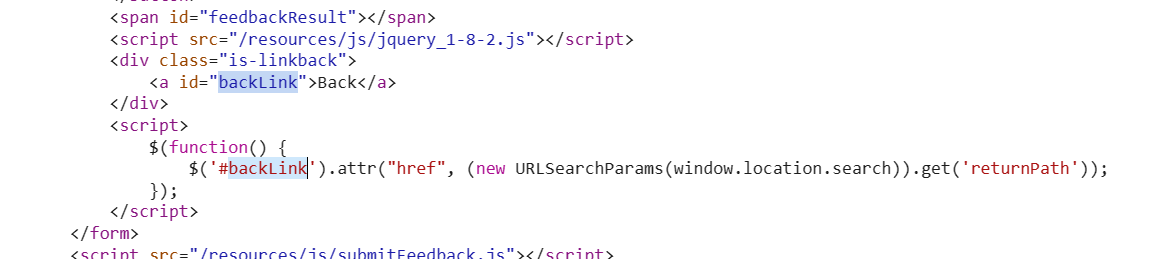 <span id="feedbackResult"></span>
<script src="/resources/js/jquery_1-8-2.js"></script>
<div class="is-linkback">
<a id="backLink">Back</a>
</div>
<script>
$(function() {
$('#backLink').attr("href", (new URLSearchParams(window.location.search)).get('returnPath'));
});
</script>
</form>
<script src="/resources/js/submitFeedback.js"></script>